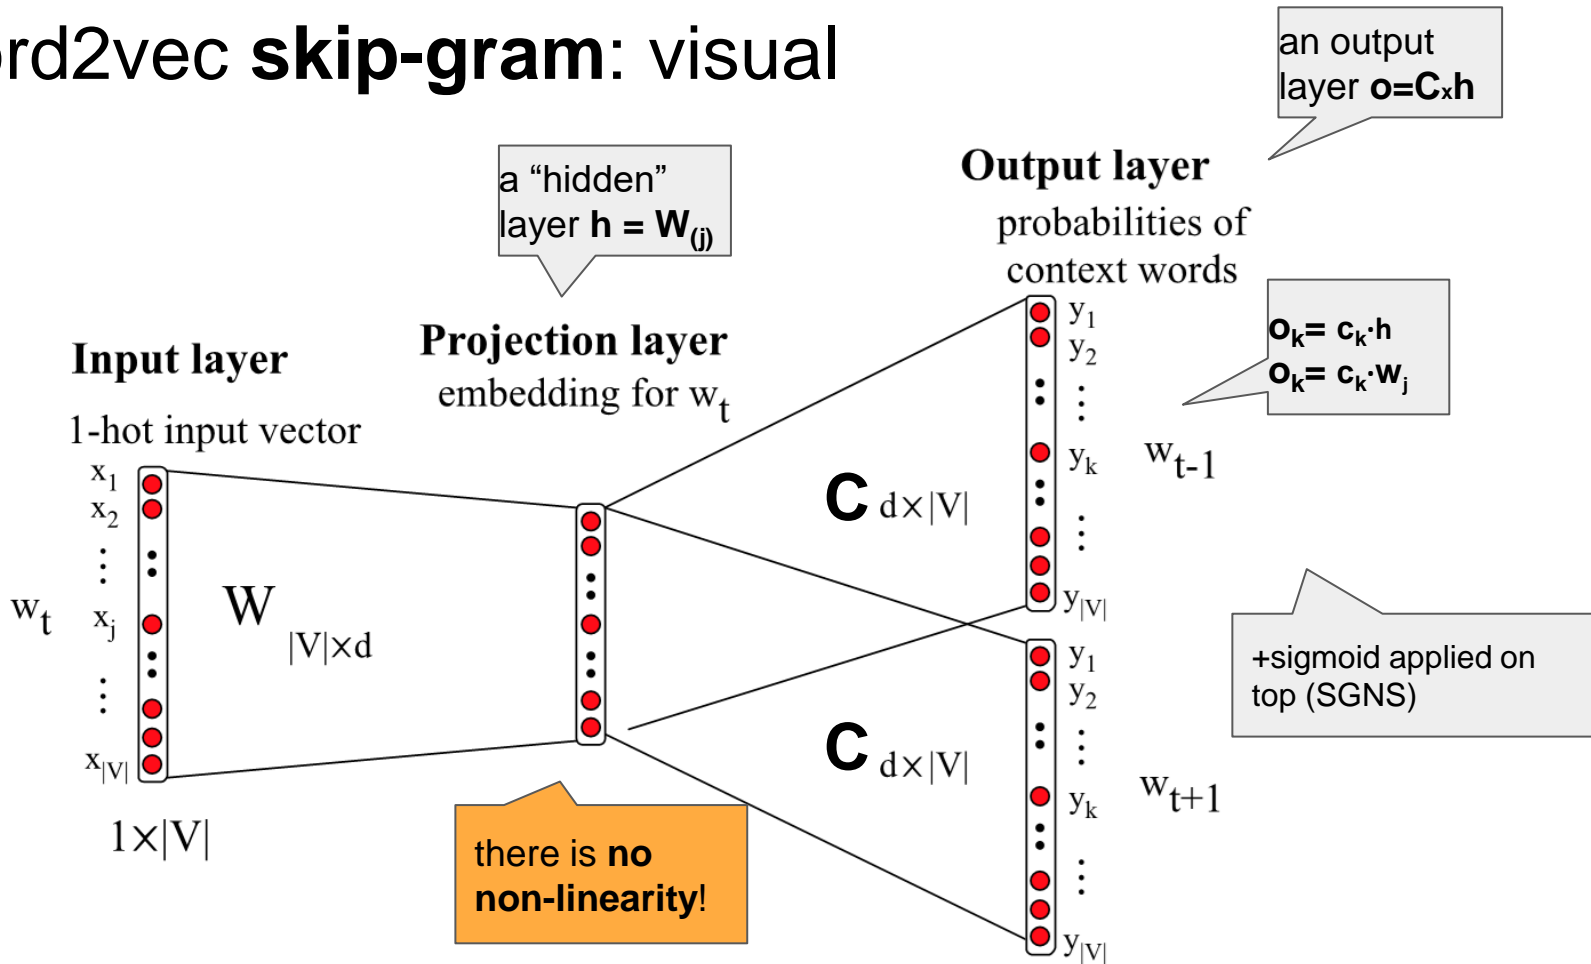 ord2vec skip-gram: visual
an output
layer o=Cxh
a “hidden”
layer h = W(j)
Output layer
probabilities of
context words
Input layer
1-hot input vector
Projection layer
embedding for wt
ok= ck·h
ok= ck·wj
x1
x2
⋮
xj
⋮
x|V|
wt
1×|V|
W |V|×d
C d×|V|
C d×|V|
y1
y2
⋮
yk
⋮
y|V|
wt-1
y1
y2
⋮
yk
⋮
y|V|
wt+1
+sigmoid applied on
top (SGNS)
there is no
non-linearity!